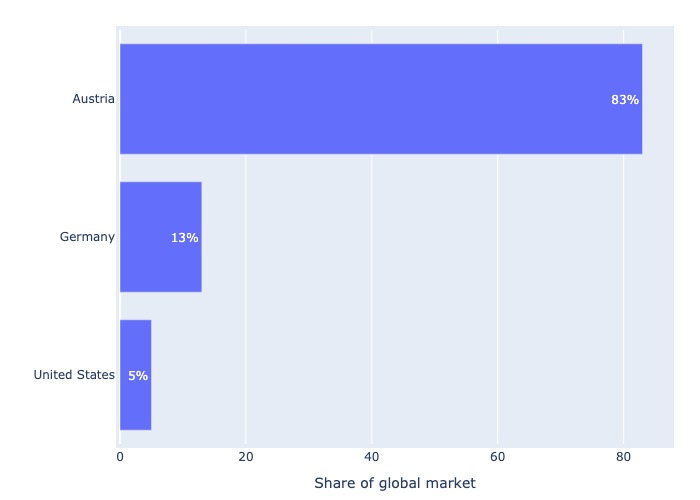 Austria
83%
Germany
13%
United States
5%
0 20 40 60 80
Share of global market